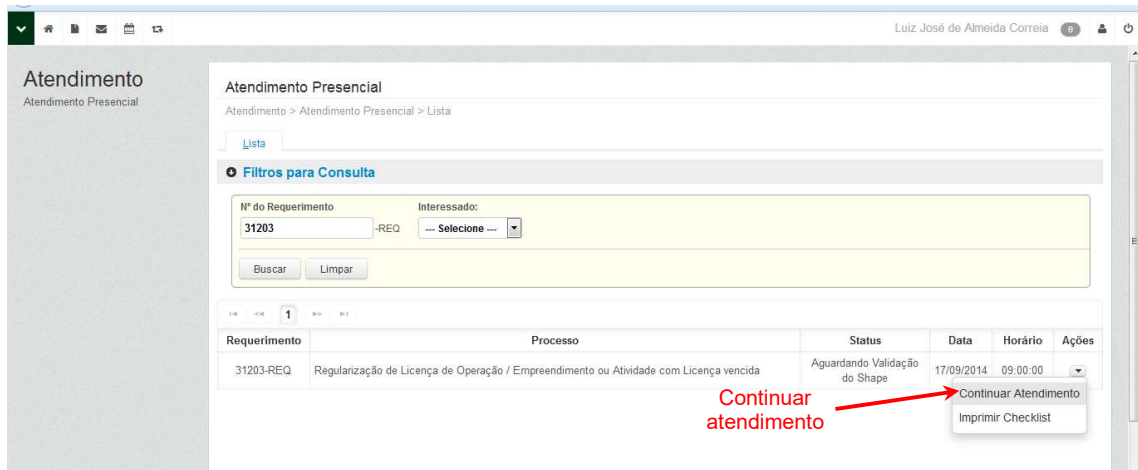 Luiz José de Almeida Correia 0
Atendimento
Atendimento Presencial
Atendimento Presencial
Atendimento > Atendimento Presencial > Lista
Lista
Filtros para Consulta
Nº do Requerimento Interessado:
31203 -REQ --- Selecione ---
Buscar Limpar
1
Requerimento Processo Status Data Horário Ações
31203-REQ Regularização de Licença de Operação / Empreendimento ou Atividade com Licença vencida Aguardando Validação do Shape 17/09/2014 09:00:00
Continuar Atendimento
Imprimir Checklist
Continuar
atendimento